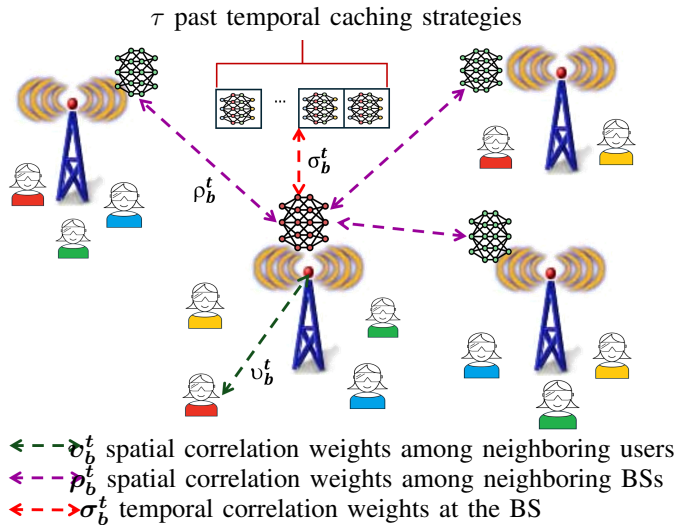 τ past temporal caching strategies
...
σ_b^t
ρ_b^t
υ_b^t
υ_b^t spatial correlation weights among neighboring users
ρ_b^t spatial correlation weights among neighboring BSs
σ_b^t temporal correlation weights at the BS